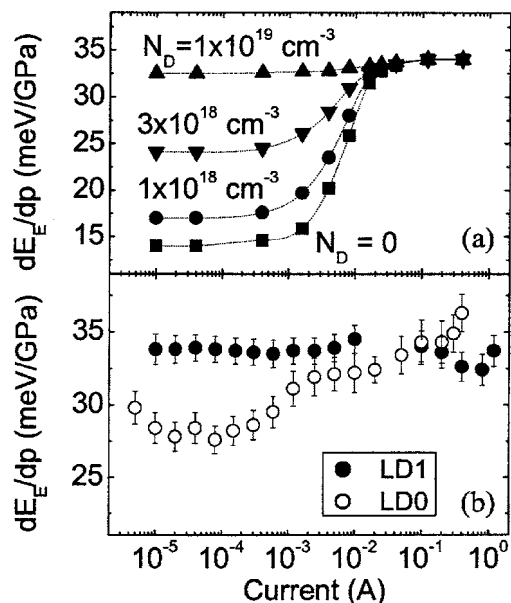 dE_E/dp (meV/GPa)
35
30
25
20
15
N_D=1x10^19 cm^-3
3x10^18 cm^-3
1x10^18 cm^-3
N_D = 0
(a)
dE_E/dp (meV/GPa)
35
30
25
LD1
LD0
(b)
10^-5 10^-4 10^-3 10^-2 10^-1 10^0
Current (A)